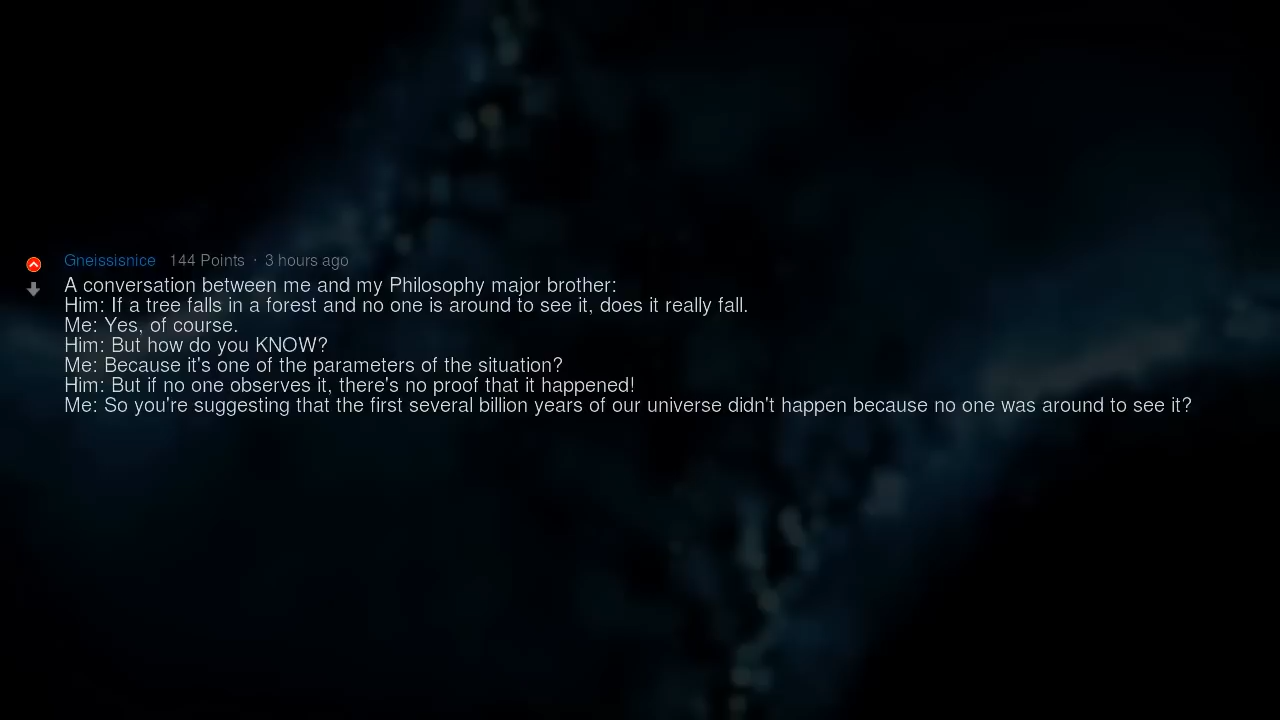 Gneissisnice 144 Points · 3 hours ago
A conversation between me and my Philosophy major brother:
Him: If a tree falls in a forest and no one is around to see it, does it really fall.
Me: Yes, of course.
Him: But how do you KNOW?
Me: Because it's one of the parameters of the situation?
Him: But if no one observes it, there's no proof that it happened!
Me: So you're suggesting that the first several billion years of our universe didn't happen because no one was around to see it?